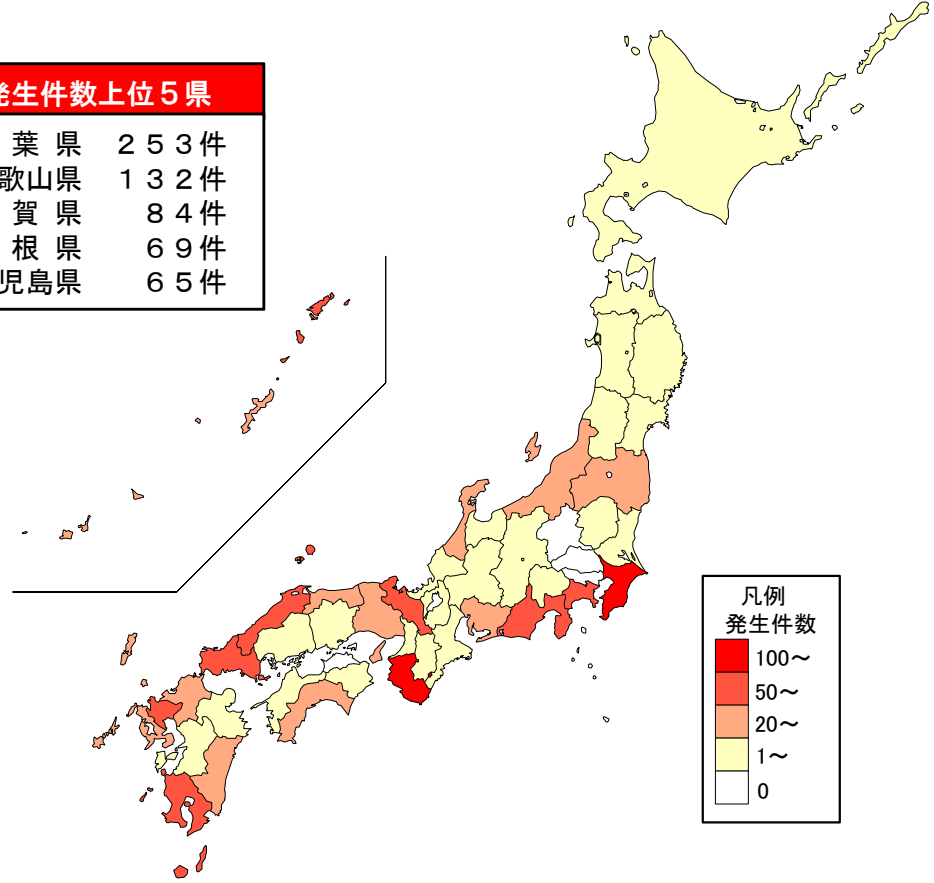 発生件数上位５県
葉県 ２５３件
歌山県 １３２件
賀県 ８４件
根県 ６９件
児島県 ６５件
凡例
発生件数
100～
50～
20～
1～
0